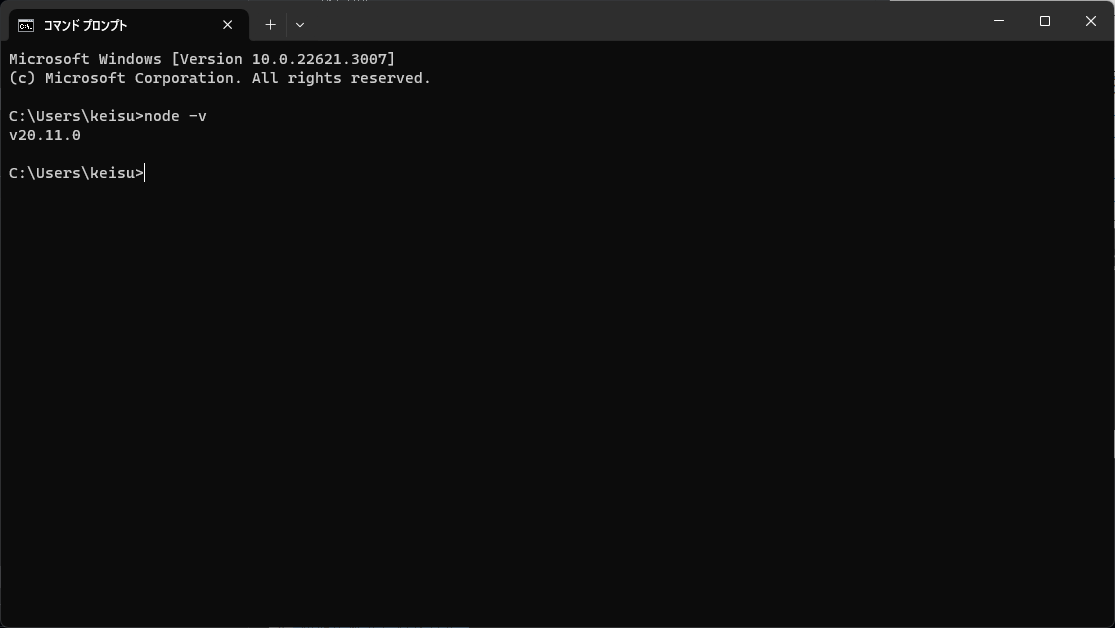 コマンド プロンプト
Microsoft Windows [Version 10.0.22621.3007]
(c) Microsoft Corporation. All rights reserved.
C:\Users\keisu>node -v
v20.11.0
C:\Users\keisu>